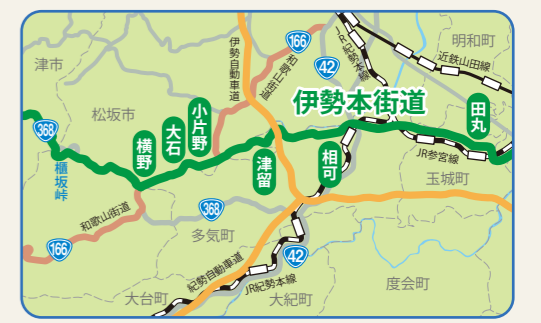 津市
伊勢自動車道
166
和歌山街道
42
JR紀勢本線
明和町
近鉄山田線
伊勢本街道
松阪市
368
櫃坂峠
横野
大石
小片野
津留
相可
田丸
JR参宮線
玉城町
和歌山街道
166
368
多気町
紀勢自動車道
42
JR紀勢本線
大台町
大紀町
度会町